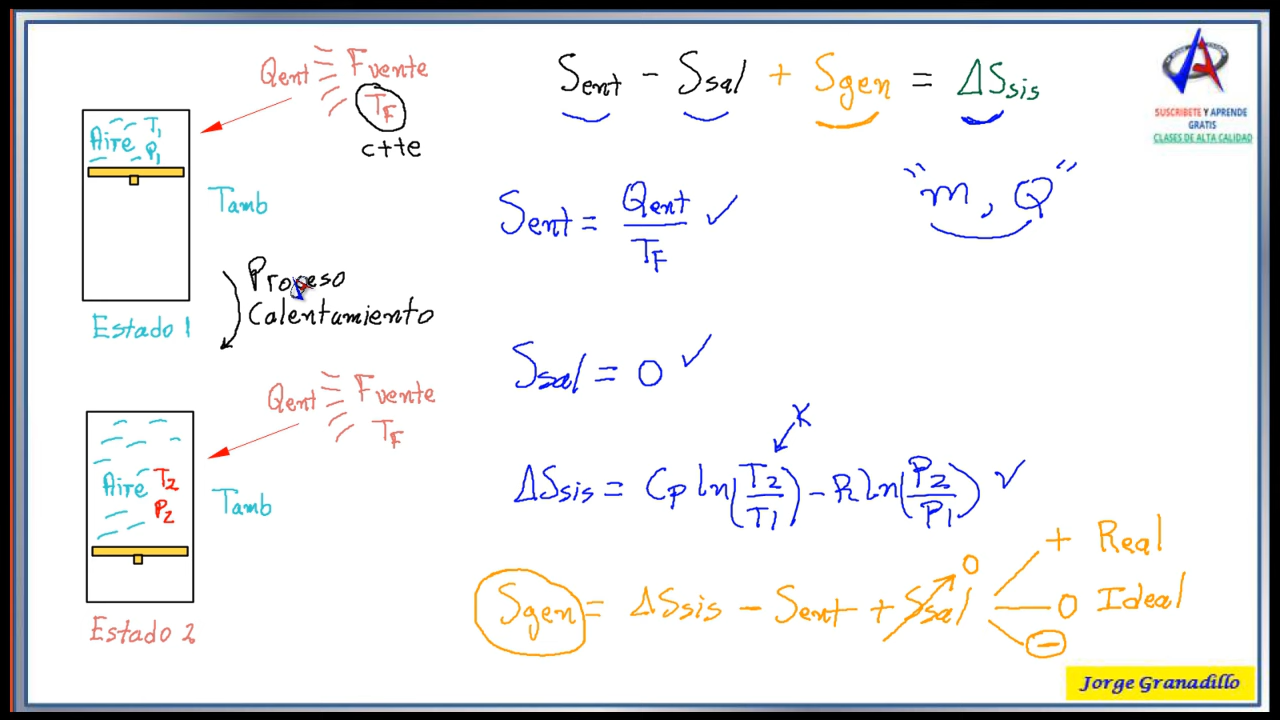 Qent Fuente
TF
c++e
Aire T1
P1
Tamb
Estado 1
Proceso
Calentamiento
Qent Fuente
TF
Aire T2
P2
Tamb
Estado 2
Sent - Ssal + Sgen = ΔSsis
"m, Q"
Sent = Qent / TF ✓
Ssal = 0 ✓
K
ΔSsis = Cp ln(T2/T1) - R ln(P2/P1) ✓
Sgen = ΔSsis - Sent + Ssal 0
+ Real
0 Ideal
-
SUSCRIBETE Y APRENDE
GRATIS
CLASES DE ALTA CALIDAD
Jorge Granadillo